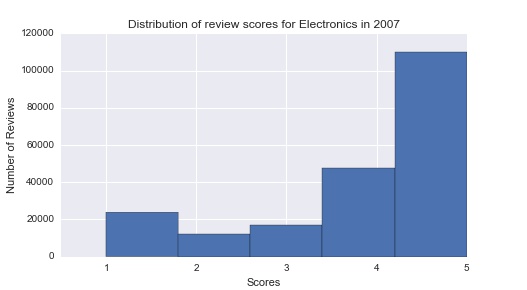 Distribution of review scores for Electronics in 2007
120000
100000
80000
60000
40000
20000
0
Number of Reviews
1 2 3 4 5
Scores